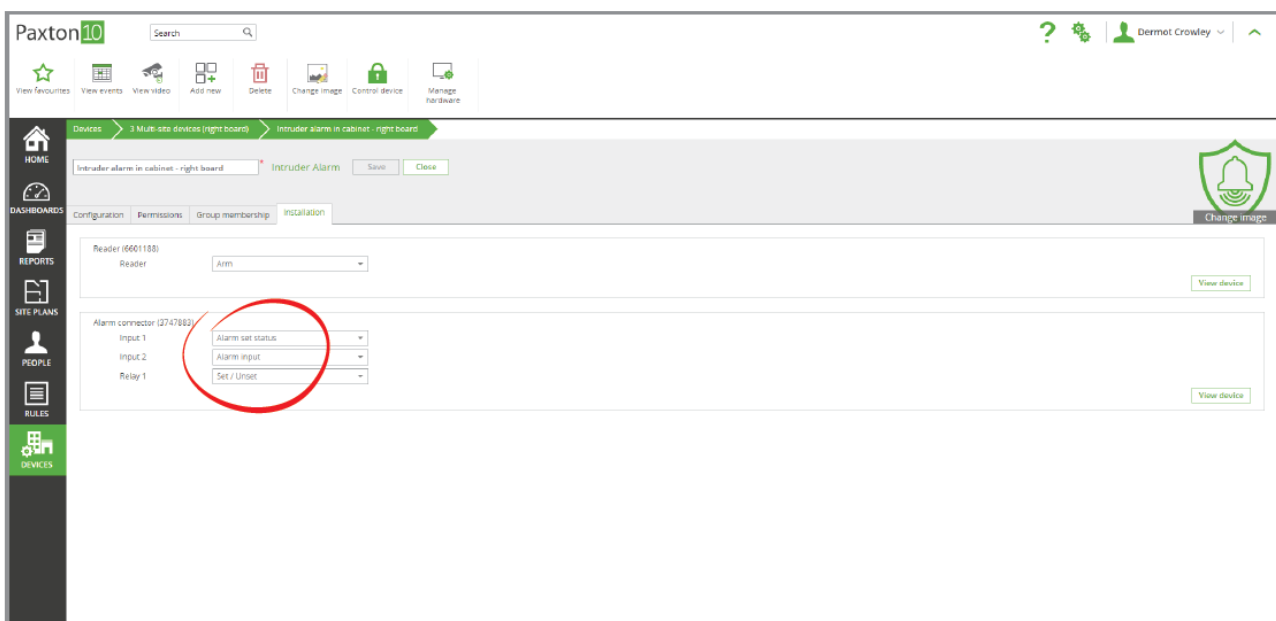 Paxton10
Search
Dermot Crowley
View favourites
View events
View video
Add new
Delete
Change image
Control device
Manage
hardware
Devices
3 Multi-site devices (right board)
Intruder alarm in cabinet - right board
HOME
Intruder alarm in cabinet - right board * Intruder Alarm Save Close
DASHBOARDS
Configuration Permissions Group membership Installation
Change image
REPORTS
Reader (6601188)
Reader Arm
View device
SITE PLANS
Alarm connector (3747883)
Input 1 Alarm set status
Input 2 Alarm input
Relay 1 Set / Unset
View device
PEOPLE
RULES
DEVICES